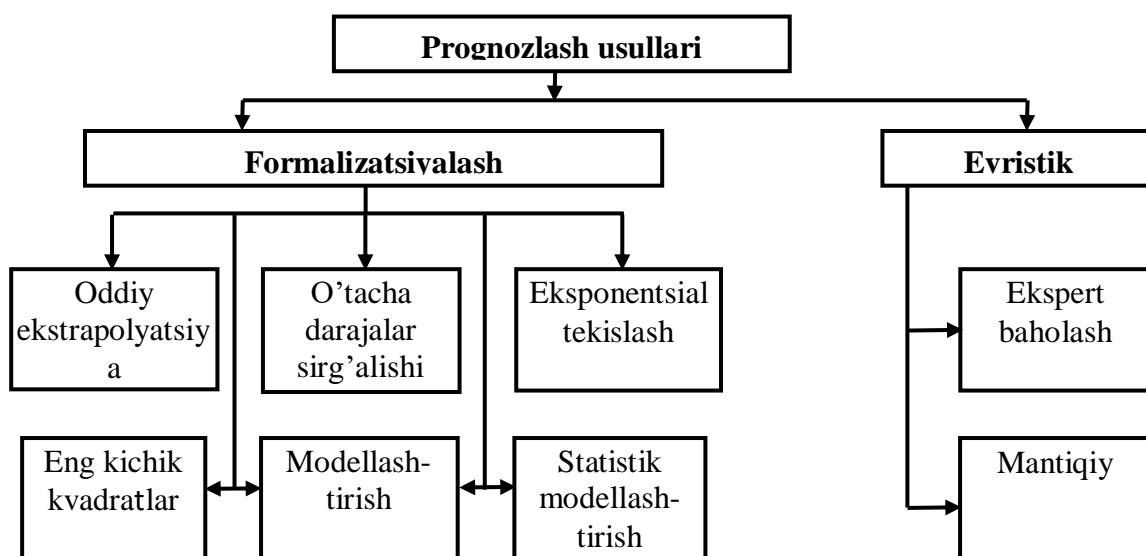 Prognozlash usullari
Formalizatsiyalash
Evristik
Oddiy
ekstrapolyatsiy
a
O’tacha
darajalar
sirg’alishi
Eksponentsial
tekislash
Ekspert
baholash
Eng kichik
kvadratlar
Modellash-
tirish
Statistik
modellash-
tirish
Mantiqiy